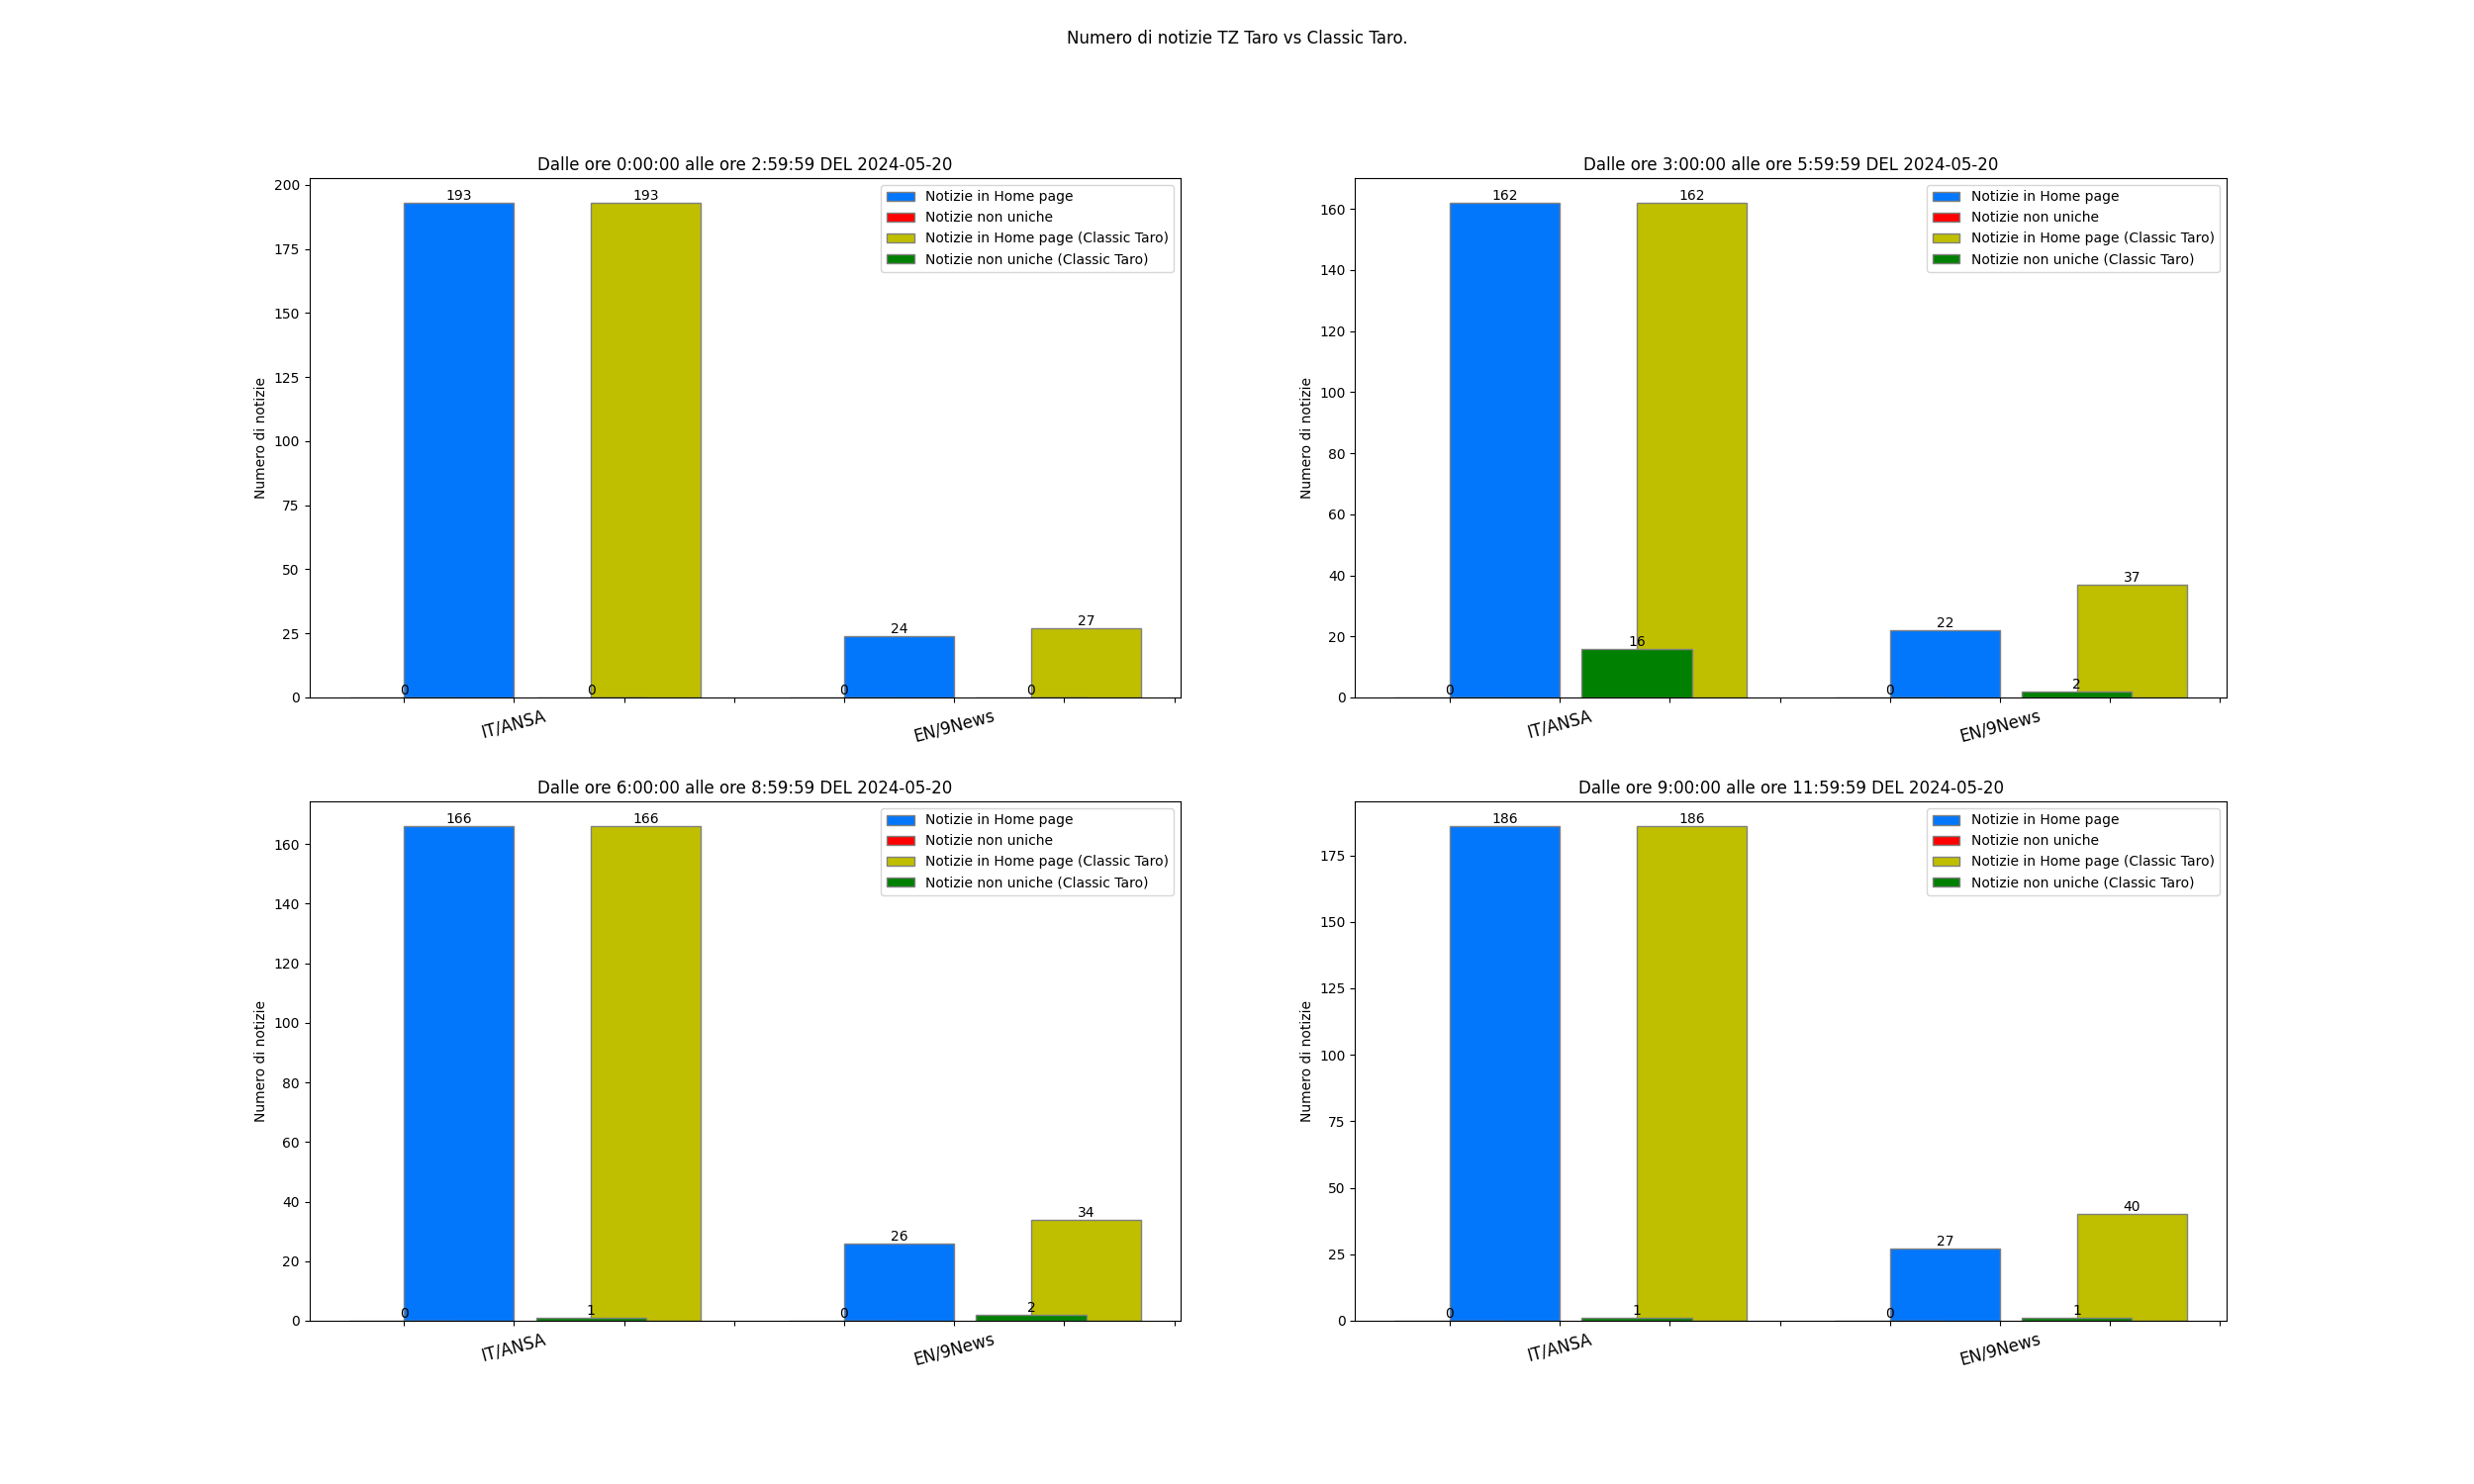 Numero di notizie TZ Taro vs Classic Taro.
Dalle ore 0:00:00 alle ore 2:59:59 DEL 2024-05-20
Numero di notizie
200
175
150
125
100
75
50
25
0
193
193
24
27
0
0
0
0
Notizie in Home page
Notizie non uniche
Notizie in Home page (Classic Taro)
Notizie non uniche (Classic Taro)
IT/ANSA
EN/9News
Dalle ore 3:00:00 alle ore 5:59:59 DEL 2024-05-20
Numero di notizie
160
140
120
100
80
60
40
20
0
162
162
22
37
0
16
0
2
Notizie in Home page
Notizie non uniche
Notizie in Home page (Classic Taro)
Notizie non uniche (Classic Taro)
IT/ANSA
EN/9News
Dalle ore 6:00:00 alle ore 8:59:59 DEL 2024-05-20
Numero di notizie
160
140
120
100
80
60
40
20
0
166
166
26
34
0
1
0
2
Notizie in Home page
Notizie non uniche
Notizie in Home page (Classic Taro)
Notizie non uniche (Classic Taro)
IT/ANSA
EN/9News
Dalle ore 9:00:00 alle ore 11:59:59 DEL 2024-05-20
Numero di notizie
175
150
125
100
75
50
25
0
186
186
27
40
0
1
0
1
Notizie in Home page
Notizie non uniche
Notizie in Home page (Classic Taro)
Notizie non uniche (Classic Taro)
IT/ANSA
EN/9News